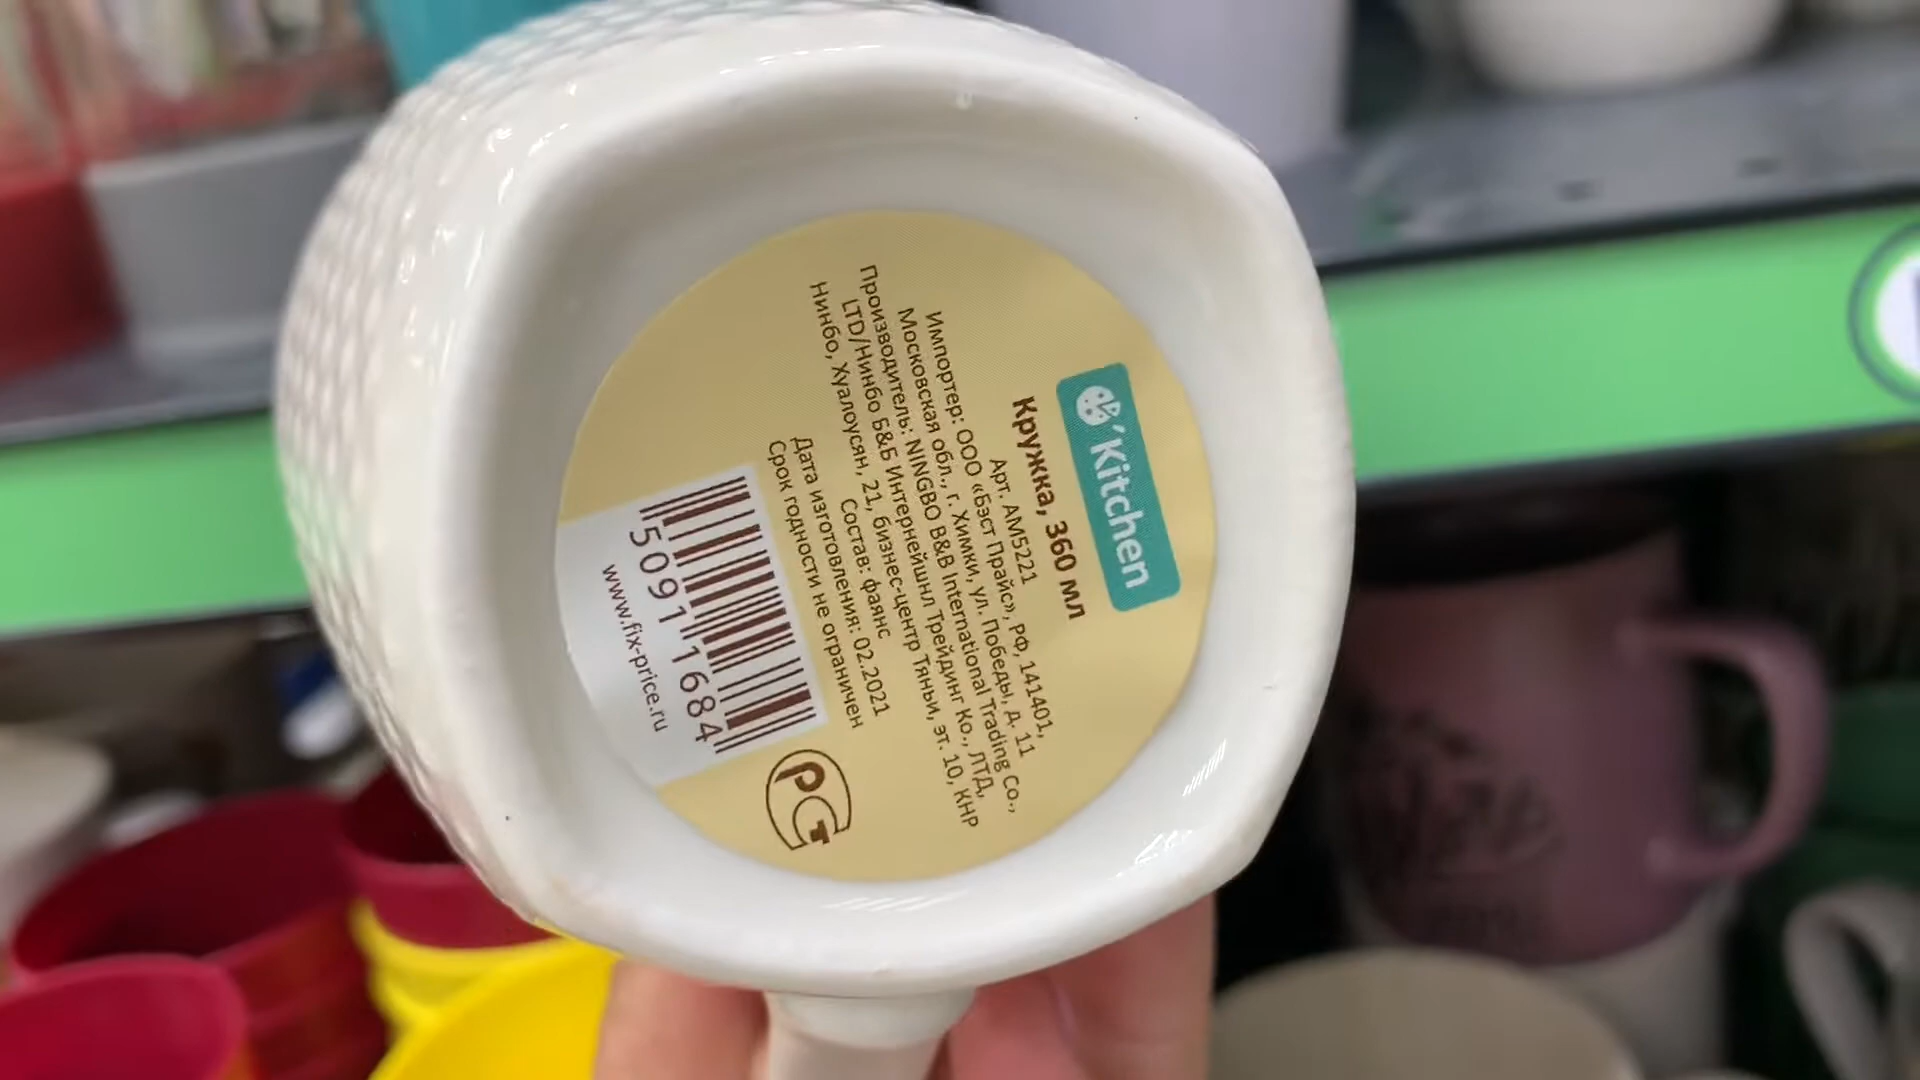 'Kitchen
Кружка, 360 мл
Арт. AM5221
Импортер: ООО «Бэст Прайс», РФ, 141401,
Московская обл., г. Химки, ул. Победы, д. 11
Производитель: NINGBO B&B International Trading Co.,
LTD/Нинбо Б&Б Интернейшнл Трейдинг Ко., ЛТД,
Нинбо, Хуалоусян, 21, бизнес-центр Тяньи, эт. 10, КНР
Состав: фаянс
Дата изготовления: 02.2021
Срок годности не ограничен
5091 1684
www.fix-price.ru
РСТ